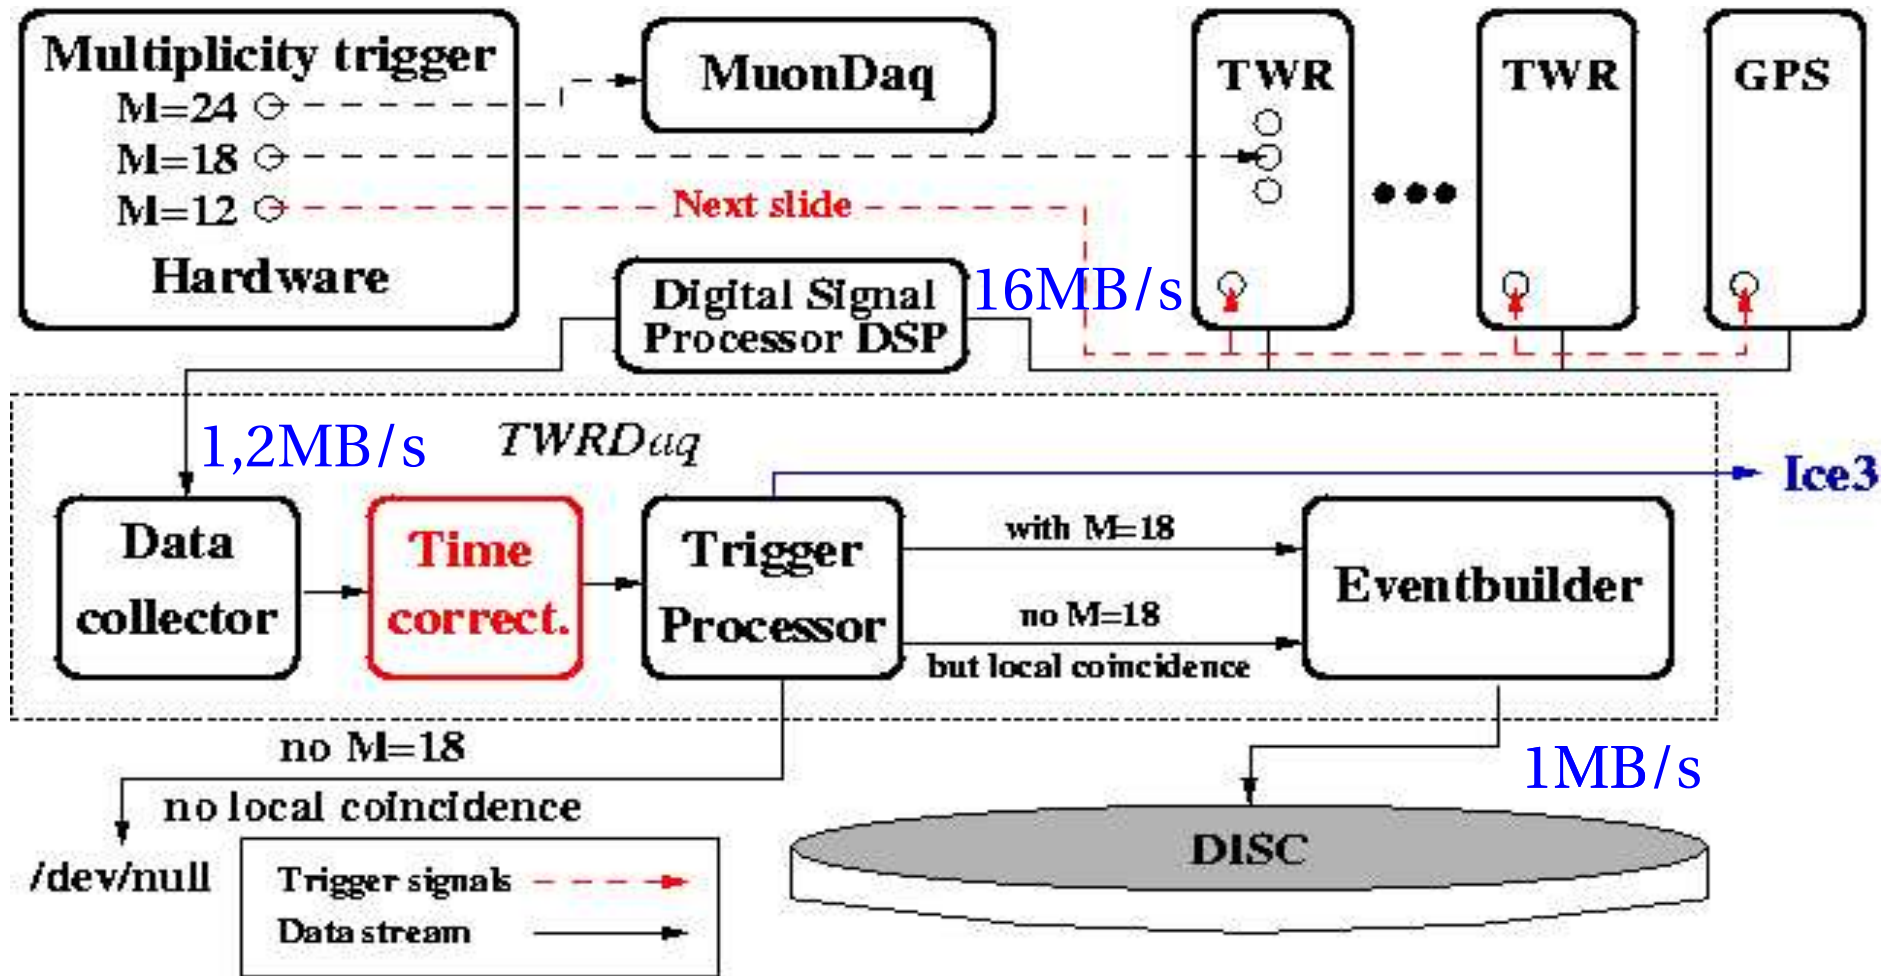 Multiplicity trigger
M=24
M=18
M=12
Hardware
MuonDaq
TWR
TWR
GPS
Next slide
Digital Signal
Processor DSP
16MB/s
1,2MB/s
TWRDaq
Ice3
Data
collector
Time
correct.
Trigger
Processor
with M=18
no M=18
but local coincidence
Eventbuilder
no M=18
no local coincidence
/dev/null
1MB/s
DISC
Trigger signals
Data stream